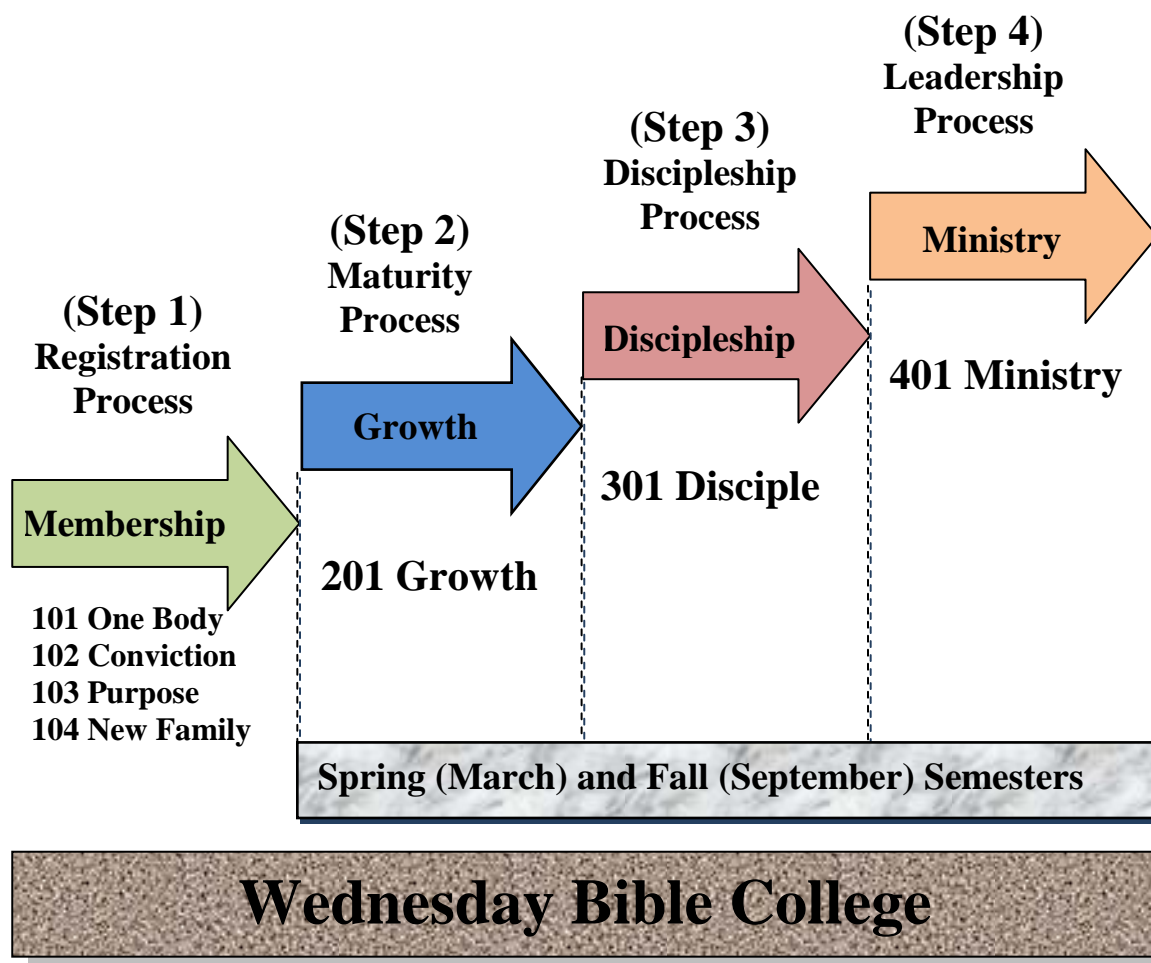 (Step 1)
Registration
Process
Membership
101 One Body
102 Conviction
103 Purpose
104 New Family
(Step 2)
Maturity
Process
Growth
201 Growth
(Step 3)
Discipleship
Process
Discipleship
301 Disciple
(Step 4)
Leadership
Process
Ministry
401 Ministry
Spring (March) and Fall (September) Semesters
Wednesday Bible College